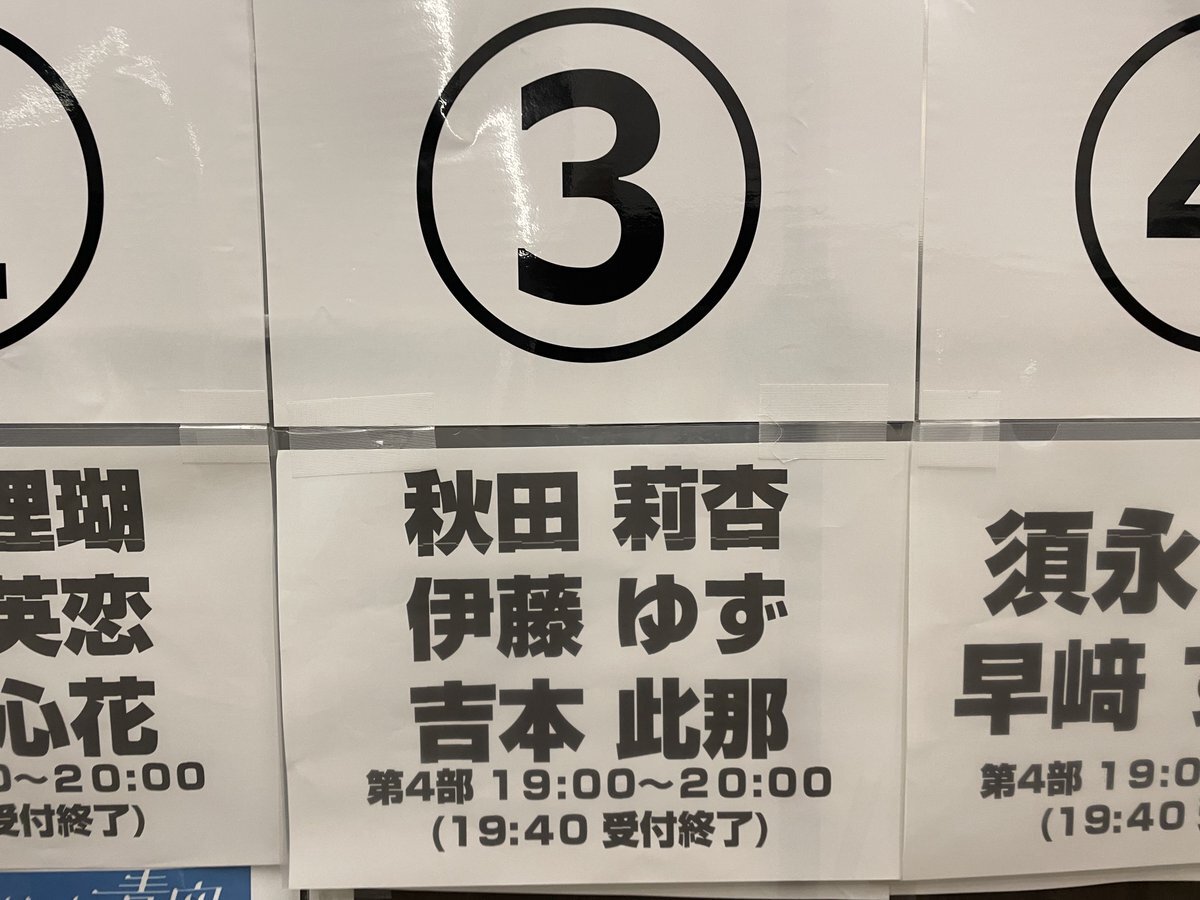 ③
秋田 莉杏
伊藤 ゆず
吉本 此那
第4部 19:00～20:00
(19:40 受付終了)
理瑚
英恋
心花
0～20:00
受付終了)
4
須永
早﨑
第4部 19:0
(19:40